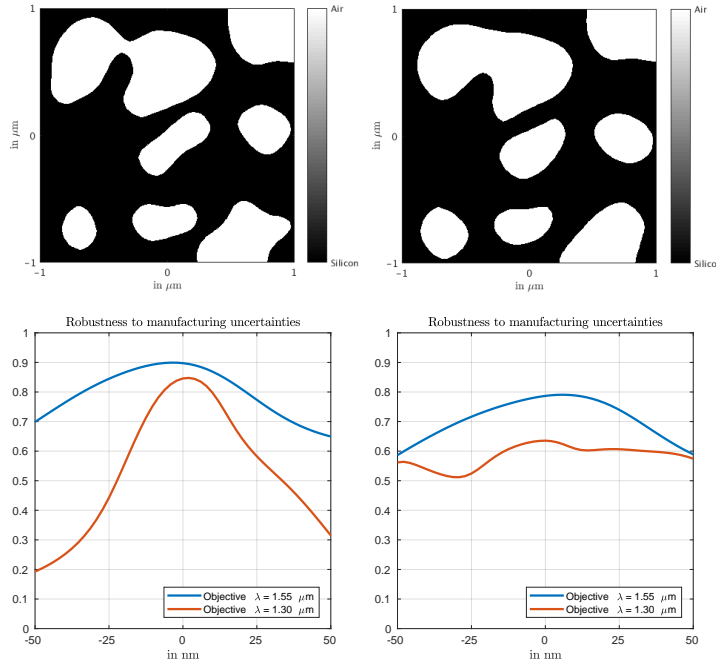 1
0
-1
in μm
-1
0
1
in μm
Air
Silicon
1
0
-1
in μm
-1
0
1
in μm
Air
Silicon
Robustness to manufacturing uncertainties
1
0.9
0.8
0.7
0.6
0.5
0.4
0.3
0.2
0.1
0
-50
-25
0
25
50
in nm
Objective λ = 1.55 μm
Objective λ = 1.30 μm
Robustness to manufacturing uncertainties
1
0.9
0.8
0.7
0.6
0.5
0.4
0.3
0.2
0.1
0
-50
-25
0
25
50
in nm
Objective λ = 1.55 μm
Objective λ = 1.30 μm